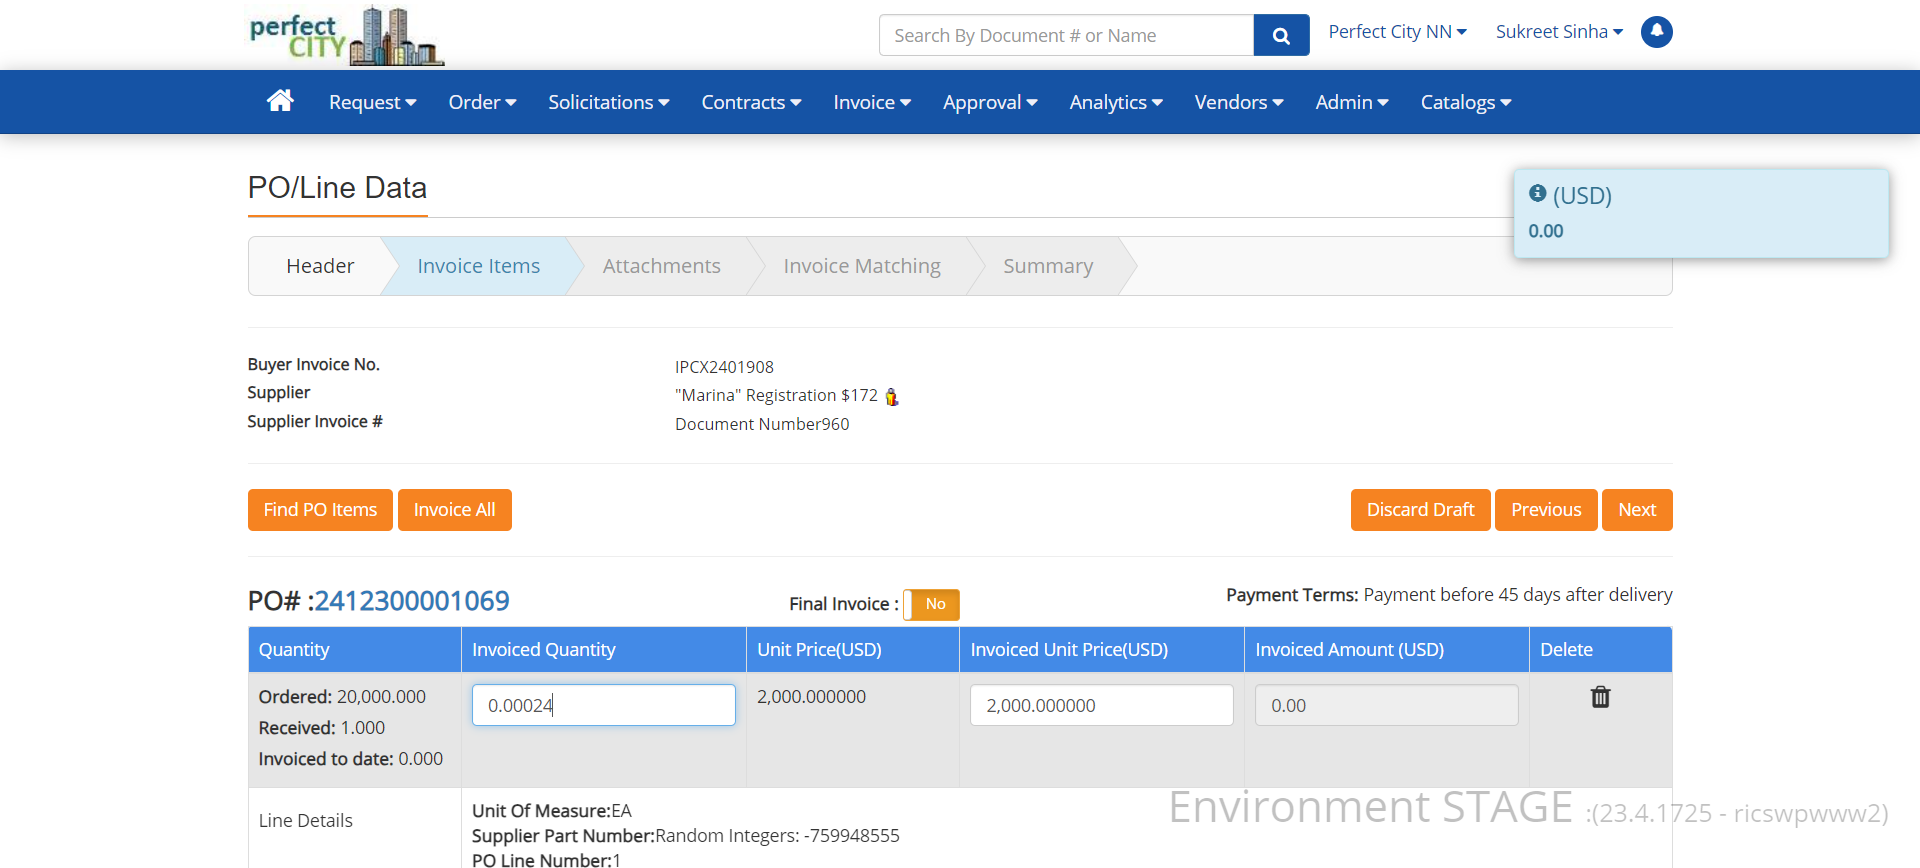 perfect
CITY
Search By Document # or Name
Perfect City NN
Sukreet Sinha
Request
Order
Solicitations
Contracts
Invoice
Approval
Analytics
Vendors
Admin
Catalogs
PO/Line Data
(USD)
0.00
Header
Invoice Items
Attachments
Invoice Matching
Summary
Buyer Invoice No. IPCX2401908
Supplier "Marina" Registration $172
Supplier Invoice # Document Number960
Find PO Items
Invoice All
Discard Draft
Previous
Next
PO# :2412300001069
Final Invoice : No
Payment Terms: Payment before 45 days after delivery
Quantity
Invoiced Quantity
Unit Price(USD)
Invoiced Unit Price(USD)
Invoiced Amount (USD)
Delete
Ordered: 20,000.000
Received: 1.000
Invoiced to date: 0.000
0.00024
2,000.000000
2,000.000000
0.00
Line Details
Unit Of Measure:EA
Supplier Part Number:Random Integers: -759948555
PO Line Number:1
Environment STAGE :(23.4.1725 - ricswpwww2)